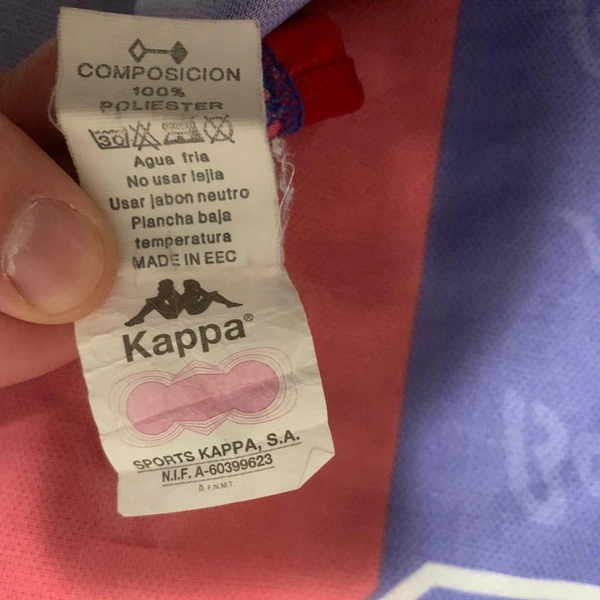 COMPOSICION
100%
POLIESTER
30
Agua fria
No usar lejia
Usar jabon neutro
Plancha baja
temperatura
MADE IN EEC
Kappa®
SPORTS KAPPA, S.A.
N.I.F. A-60399623
F.N.M.T.